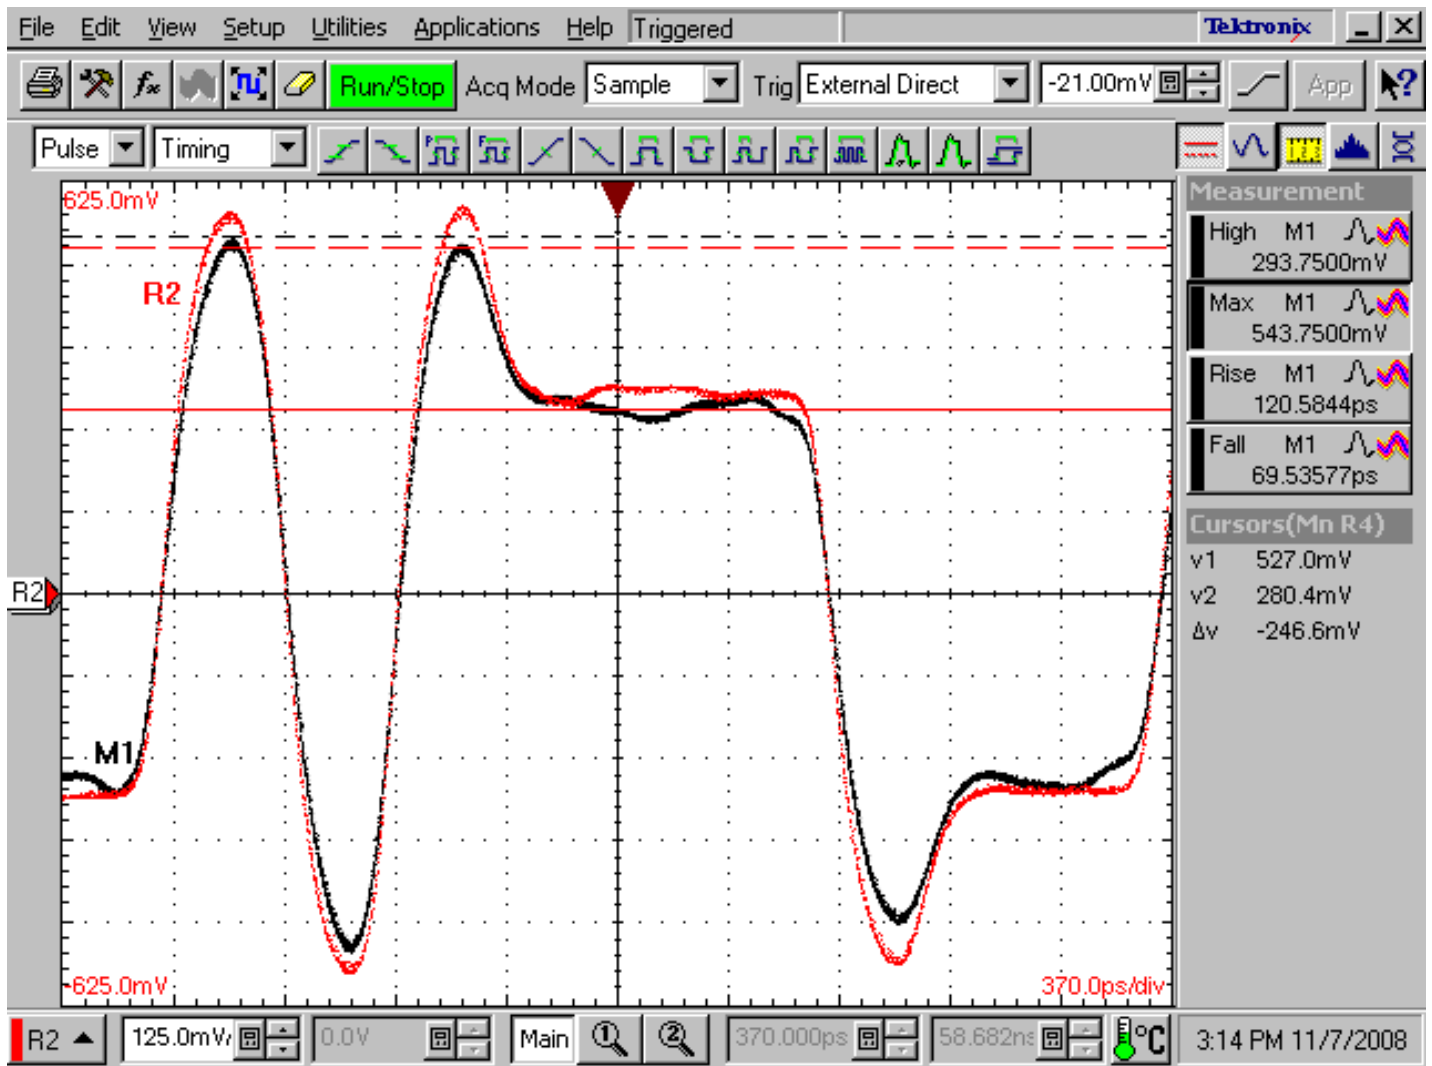 File Edit View Setup Utilities Applications Help Triggered Tektronix
Run/Stop Acq Mode Sample Trig External Direct -21.00mV App
Pulse Timing
625.0mV
R2
M1
R2
-625.0mV 370.0ps/div
Measurement
High M1
293.7500mV
Max M1
543.7500mV
Rise M1
120.5844ps
Fall M1
69.53577ps
Cursors(Mn R4)
v1 527.0mV
v2 280.4mV
Δv -246.6mV
R2 125.0mV/ 0.0V Main 1 2 370.000ps 58.682ns °C 3:14 PM 11/7/2008